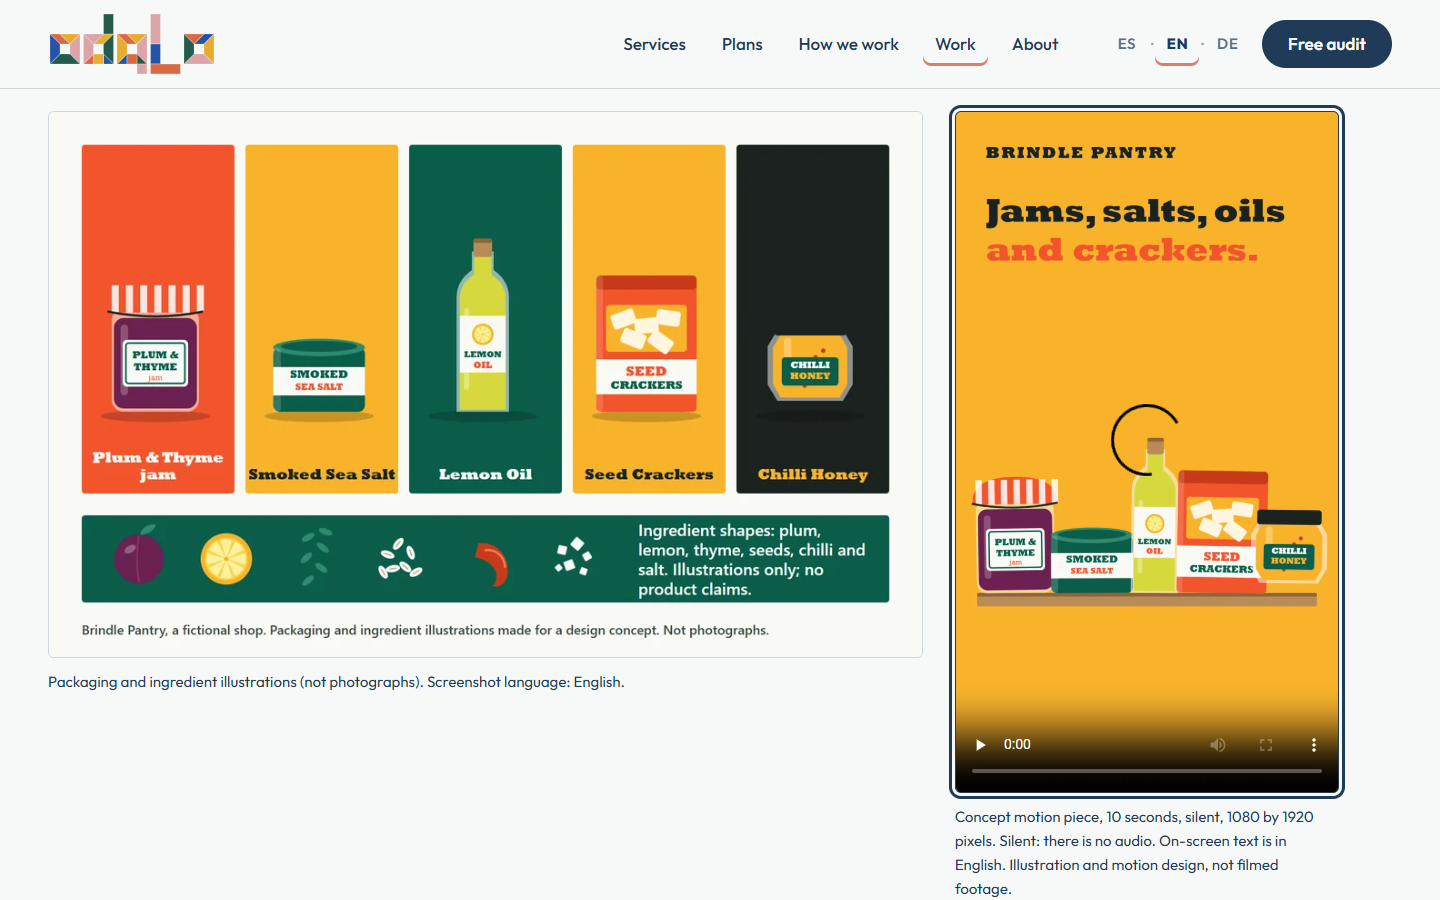 adalo
Services
Plans
How we work
Work
About
ES · EN · DE
Free audit
PLUM &
THYME
jam
Plum & Thyme
jam
SMOKED
SEA SALT
Smoked Sea Salt
LEMON
OIL
Lemon Oil
SEED
CRACKERS
Seed Crackers
CHILLI
HONEY
Chilli Honey
Ingredient shapes: plum,
lemon, thyme, seeds, chilli and
salt. Illustrations only; no
product claims.
Brindle Pantry, a fictional shop. Packaging and ingredient illustrations made for a design concept. Not photographs.
Packaging and ingredient illustrations (not photographs). Screenshot language: English.
BRINDLE PANTRY
Jams, salts, oils
and crackers.
PLUM &
THYME
jam
SMOKED
SEA SALT
LEMON
OIL
SEED
CRACKERS
CHILLI
HONEY
0:00
Concept motion piece, 10 seconds, silent, 1080 by 1920
pixels. Silent: there is no audio. On-screen text is in
English. Illustration and motion design, not filmed
footage.